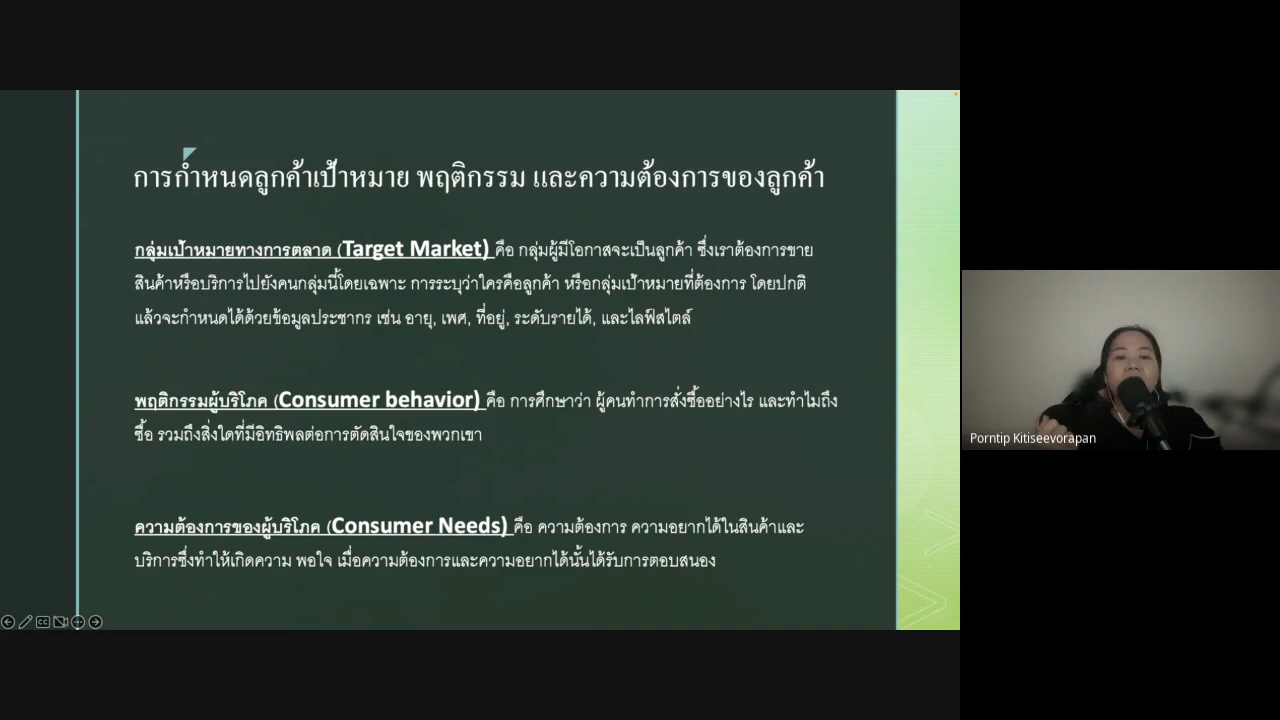 การกำหนดลูกค้าเป้าหมาย พฤติกรรม และความต้องการของลูกค้า
กลุ่มเป้าหมายทางการตลาด (Target Market) คือ กลุ่มผู้มีโอกาสจะเป็นลูกค้า ซึ่งเราต้องการขาย
สินค้าหรือบริการไปยังคนกลุ่มนี้โดยเฉพาะ การระบุว่าใครคือลูกค้า หรือกลุ่มเป้าหมายที่ต้องการ โดยปกติ
แล้วจะกำหนดได้ด้วยข้อมูลประชากร เช่น อายุ, เพศ, ที่อยู่, ระดับรายได้, และไลฟ์สไตล์
พฤติกรรมผู้บริโภค (Consumer behavior) คือ การศึกษาว่า ผู้คนทำการสั่งซื้ออย่างไร และทำไมถึง
ซื้อ รวมถึงสิ่งใดที่มีอิทธิพลต่อการตัดสินใจของพวกเขา
ความต้องการของผู้บริโภค (Consumer Needs) คือ ความต้องการ ความอยากได้ในสินค้าและ
บริการซึ่งทำให้เกิดความ พอใจ เมื่อความต้องการและความอยากได้นั้นได้รับการตอบสนอง
Porntip Kitiseevorapan